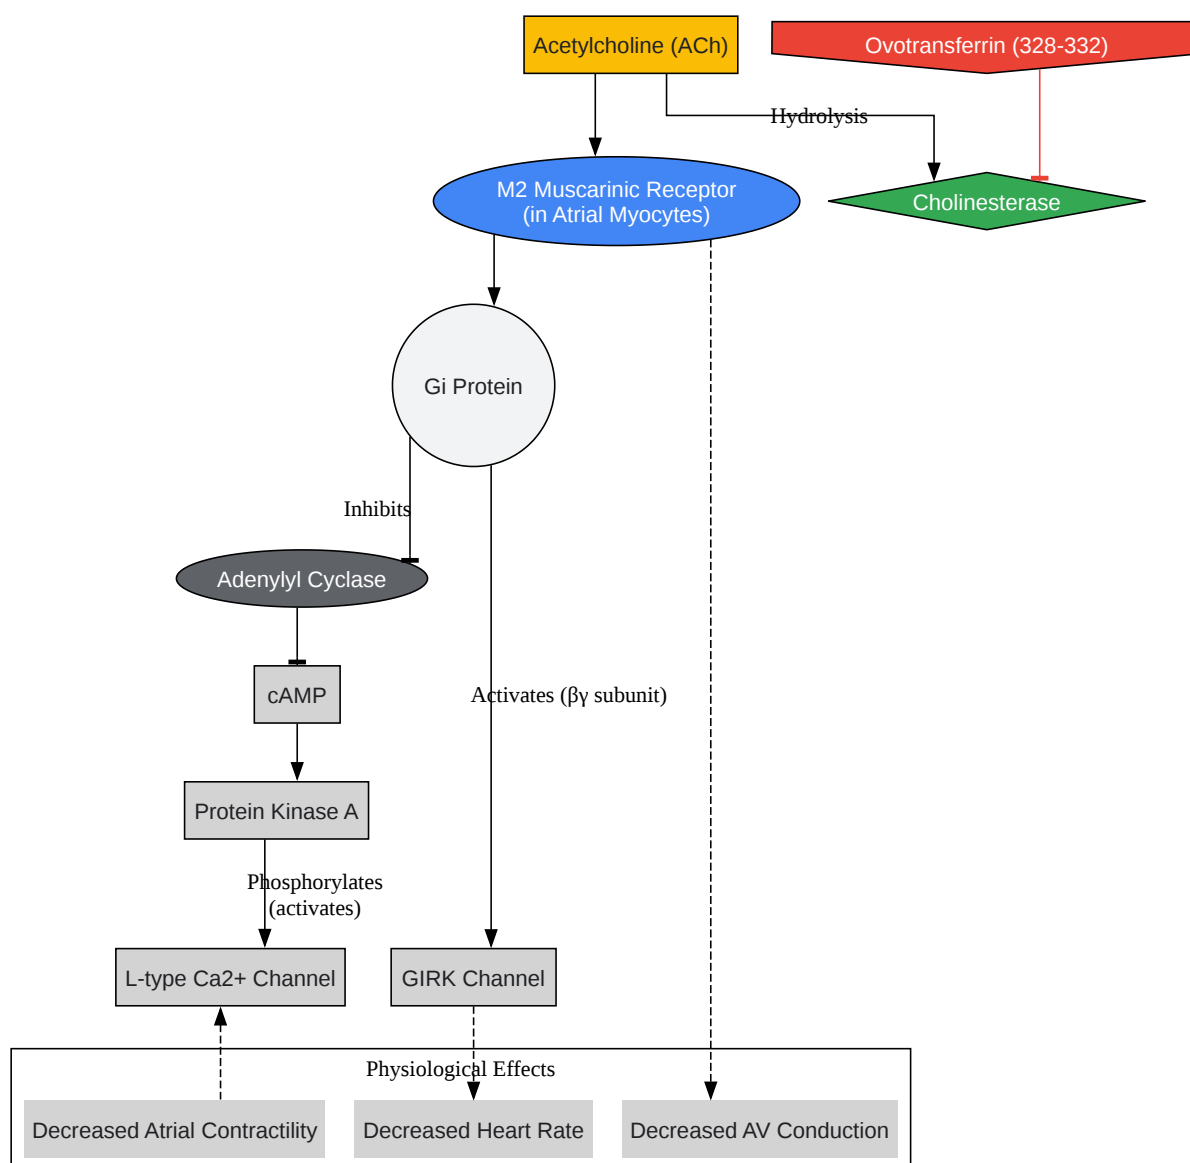 Acetylcholine (ACh)
Ovotransferrin (328-332)
Hydrolysis
M2 Muscarinic Receptor
(in Atrial Myocytes)
Cholinesterase
Gi Protein
Inhibits
Adenylyl Cyclase
cAMP
Activates (βγ subunit)
Protein Kinase A
Phosphorylates
(activates)
L-type Ca2+ Channel
GIRK Channel
Physiological Effects
Decreased Atrial Contractility
Decreased Heart Rate
Decreased AV Conduction